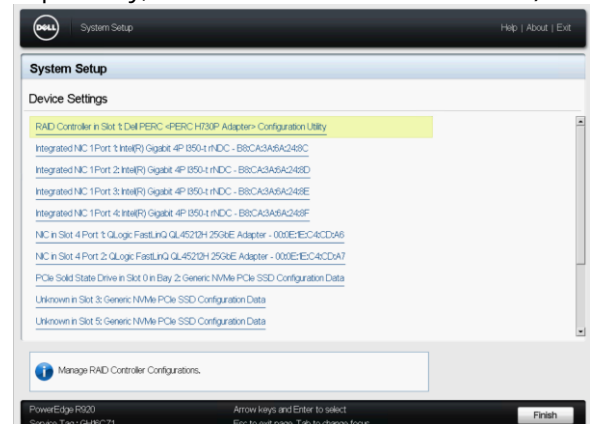 DELL
System Setup
Help | About | Exit
System Setup
Device Settings
RAID Controller in Slot 1: Dell PERC <PERC H730P Adapter> Configuration Utility
Integrated NIC 1 Port 1: Intel(R) Gigabit 4P I350-t rNDC - B8:CA:3A:6A:24:8C
Integrated NIC 1 Port 2: Intel(R) Gigabit 4P I350-t rNDC - B8:CA:3A:6A:24:8D
Integrated NIC 1 Port 3: Intel(R) Gigabit 4P I350-t rNDC - B8:CA:3A:6A:24:8E
Integrated NIC 1 Port 4: Intel(R) Gigabit 4P I350-t rNDC - B8:CA:3A:6A:24:8F
NIC in Slot 4 Port 1: QLogic FastLinQ QL45212H 25GbE Adapter - 00:0E:1E:C4:CD:A6
NIC in Slot 4 Port 2: QLogic FastLinQ QL45212H 25GbE Adapter - 00:0E:1E:C4:CD:A7
PCIe Solid State Drive in Slot 0 in Bay 2: Generic NVMe PCIe SSD Configuration Data
Unknown in Slot 3: Generic NVMe PCIe SSD Configuration Data
Unknown in Slot 5: Generic NVMe PCIe SSD Configuration Data
Manage RAID Controller Configurations.
PowerEdge R920
Arrow keys and Enter to select
Finish
Service Tag :
Esc to exit page, Tab to change focus